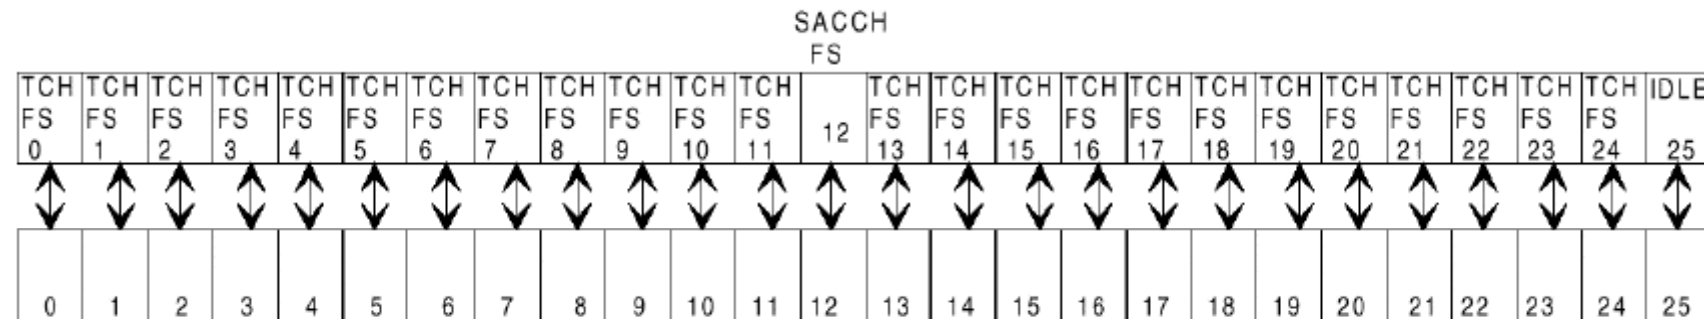 SACCH
FS
TCH TCH TCH TCH TCH TCH TCH TCH TCH TCH TCH TCH TCH TCH TCH TCH TCH TCH TCH TCH TCH TCH TCH TCH IDLE
FS FS FS FS FS FS FS FS FS FS FS FS FS FS FS FS FS FS FS FS FS FS FS FS
0 1 2 3 4 5 6 7 8 9 10 11 12 13 14 15 16 17 18 19 20 21 22 23 24 25
0 1 2 3 4 5 6 7 8 9 10 11 12 13 14 15 16 17 18 19 20 21 22 23 24 25